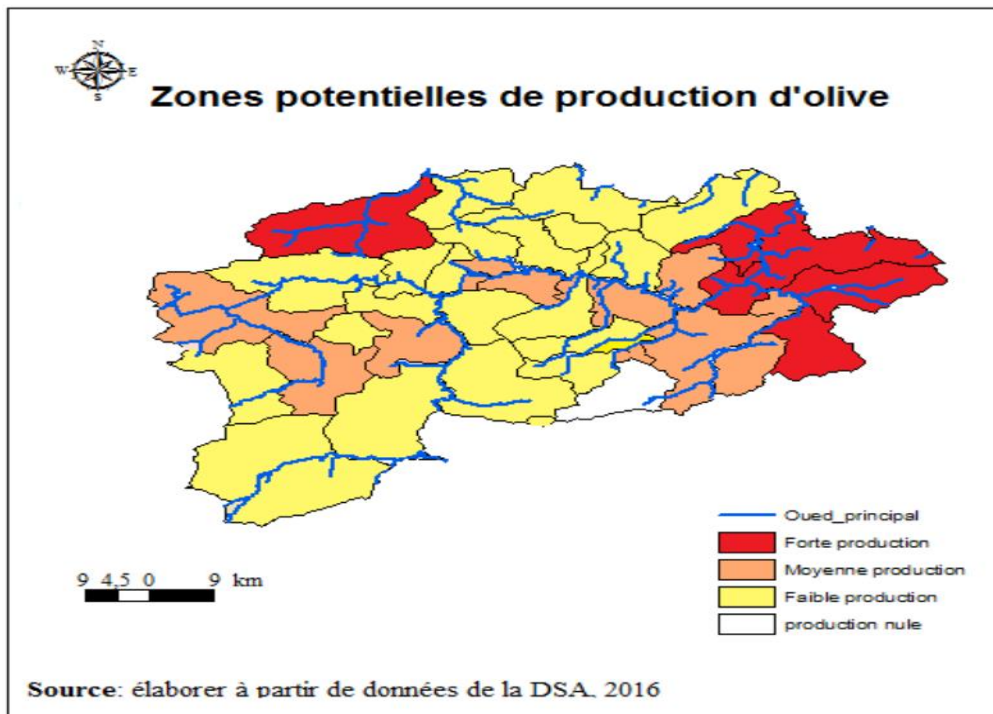 N
W E
S
Zones potentielles de production d'olive
Oued_principal
Forte production
Moyenne production
Faible production
production nule
9 4,5 0 9 km
Source: élaborer à partir de données de la DSA. 2016